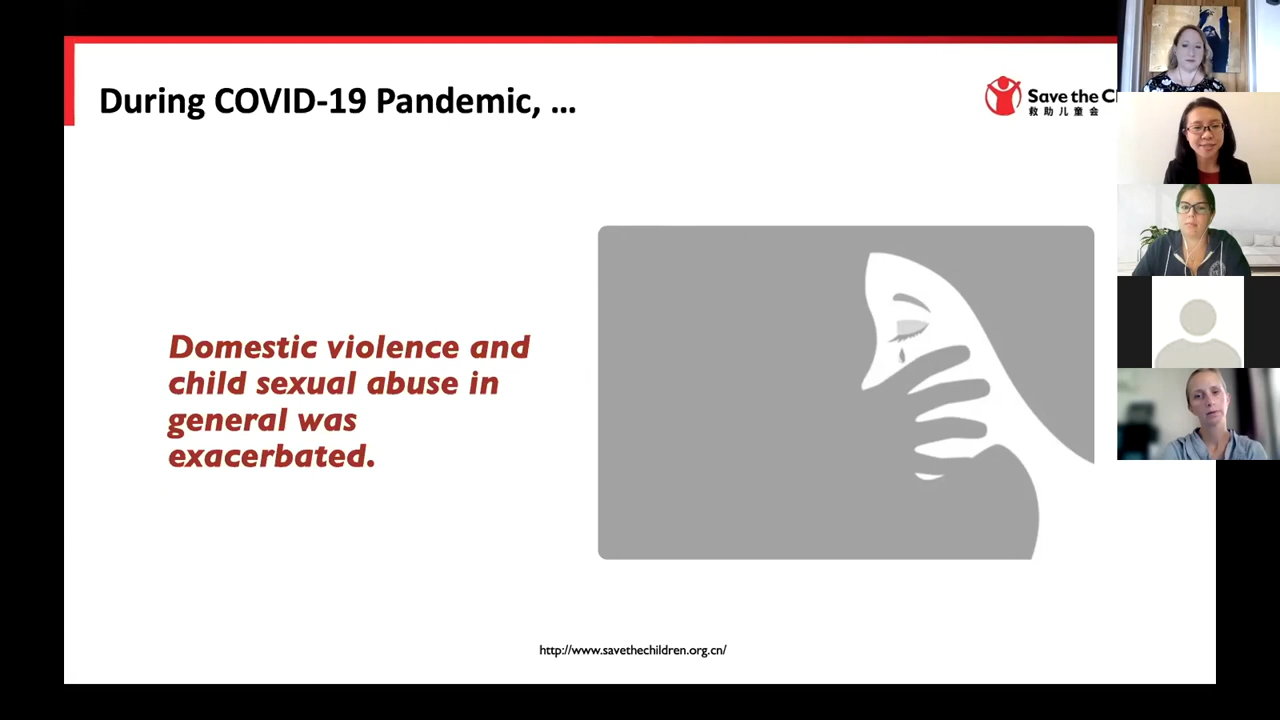 During COVID-19 Pandemic, ...
Save the C
救助儿童会
Domestic violence and
child sexual abuse in
general was
exacerbated.
http://www.savethechildren.org.cn/